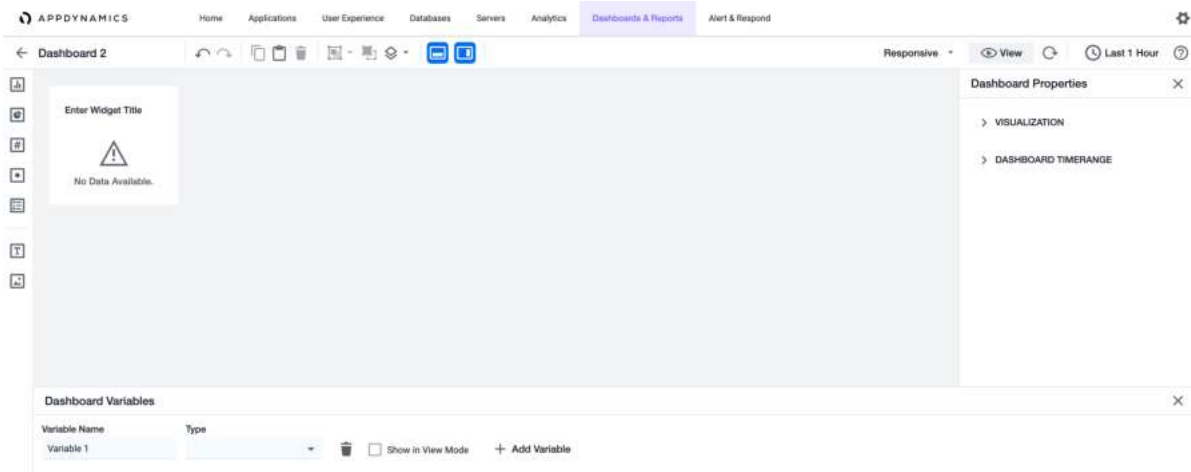 APPDYNAMICS Home Applications User Experience Databases Servers Analytics Dashboards & Reports Alert & Respond
Dashboard 2 Responsive View Last 1 Hour
Dashboard Properties
Enter Widget Title
VISUALIZATION
No Data Available.
DASHBOARD TIMERANGE
Dashboard Variables
Variable Name Type
Variable 1 Show in View Mode + Add Variable